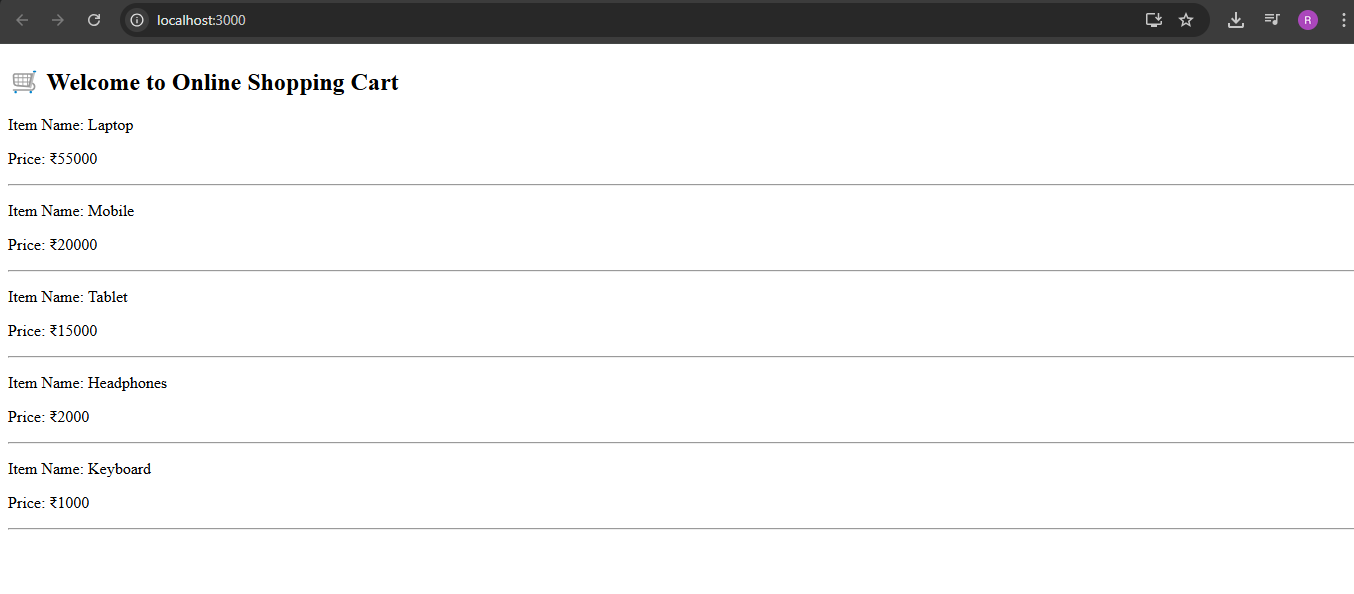 localhost:3000
R
🛒 Welcome to Online Shopping Cart
Item Name: Laptop
Price: ₹55000
Item Name: Mobile
Price: ₹20000
Item Name: Tablet
Price: ₹15000
Item Name: Headphones
Price: ₹2000
Item Name: Keyboard
Price: ₹1000